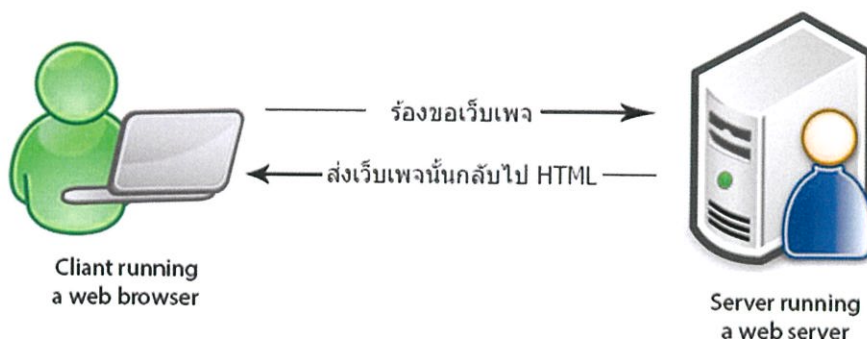 ร้องขอเว็บเพจ
ส่งเว็บเพจนั้นกลับไป HTML
Cliant running
a web browser
Server running
a web server